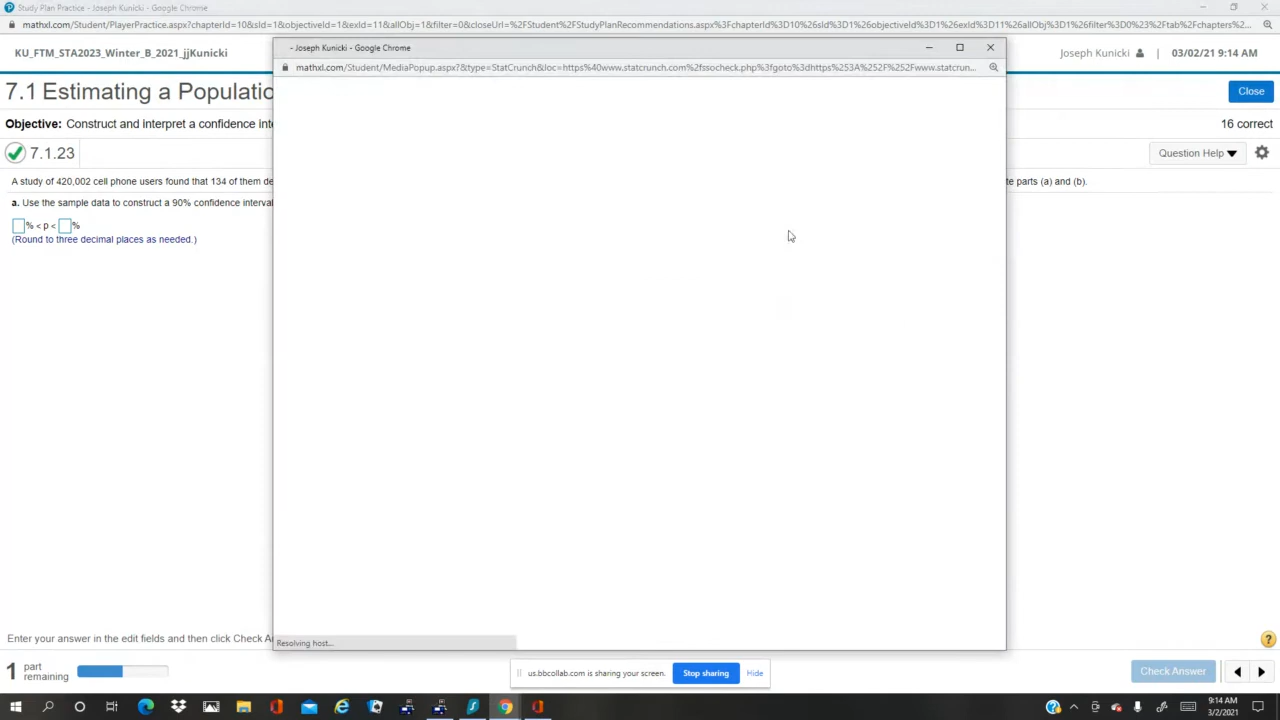 Study Plan Practice - Joseph Kunicki - Google Chrome
mathxl.com/Student/PlayerPractice.aspx?chapterId=10&sId=1&objectiveId=1&exId=11&allObj=1&filter=0&closeUrl=%2FStudent%2FStudyPlanRecommendations.aspx%3FchapterId%3D10%26sId%3D1%26objectiveId%3D1%26exId%3D11%26allObj%3D1%26filter%3D0%23%2Ftab%2Fchapters%2...
KU_FTM_STA2023_Winter_B_2021_jjKunicki
Joseph Kunicki | 03/02/21 9:14 AM
- Joseph Kunicki - Google Chrome
mathxl.com/Student/MediaPopup.aspx?&type=StatCrunch&loc=https%40www.statcrunch.com%2fssocheck.php%3fgoto%3dhttps%253A%252F%252Fwww.statcrun...
7.1 Estimating a Populatio
Close
Objective: Construct and interpret a confidence inte
16 correct
7.1.23
Question Help
A study of 420,002 cell phone users found that 134 of them de
te parts (a) and (b).
a. Use the sample data to construct a 90% confidence interval
% < p < %
(Round to three decimal places as needed.)
Resolving host...
Enter your answer in the edit fields and then click Check A
?
1 part remaining
us.bbcollab.com is sharing your screen.
Stop sharing
Hide
Check Answer
9:14 AM
3/2/2021